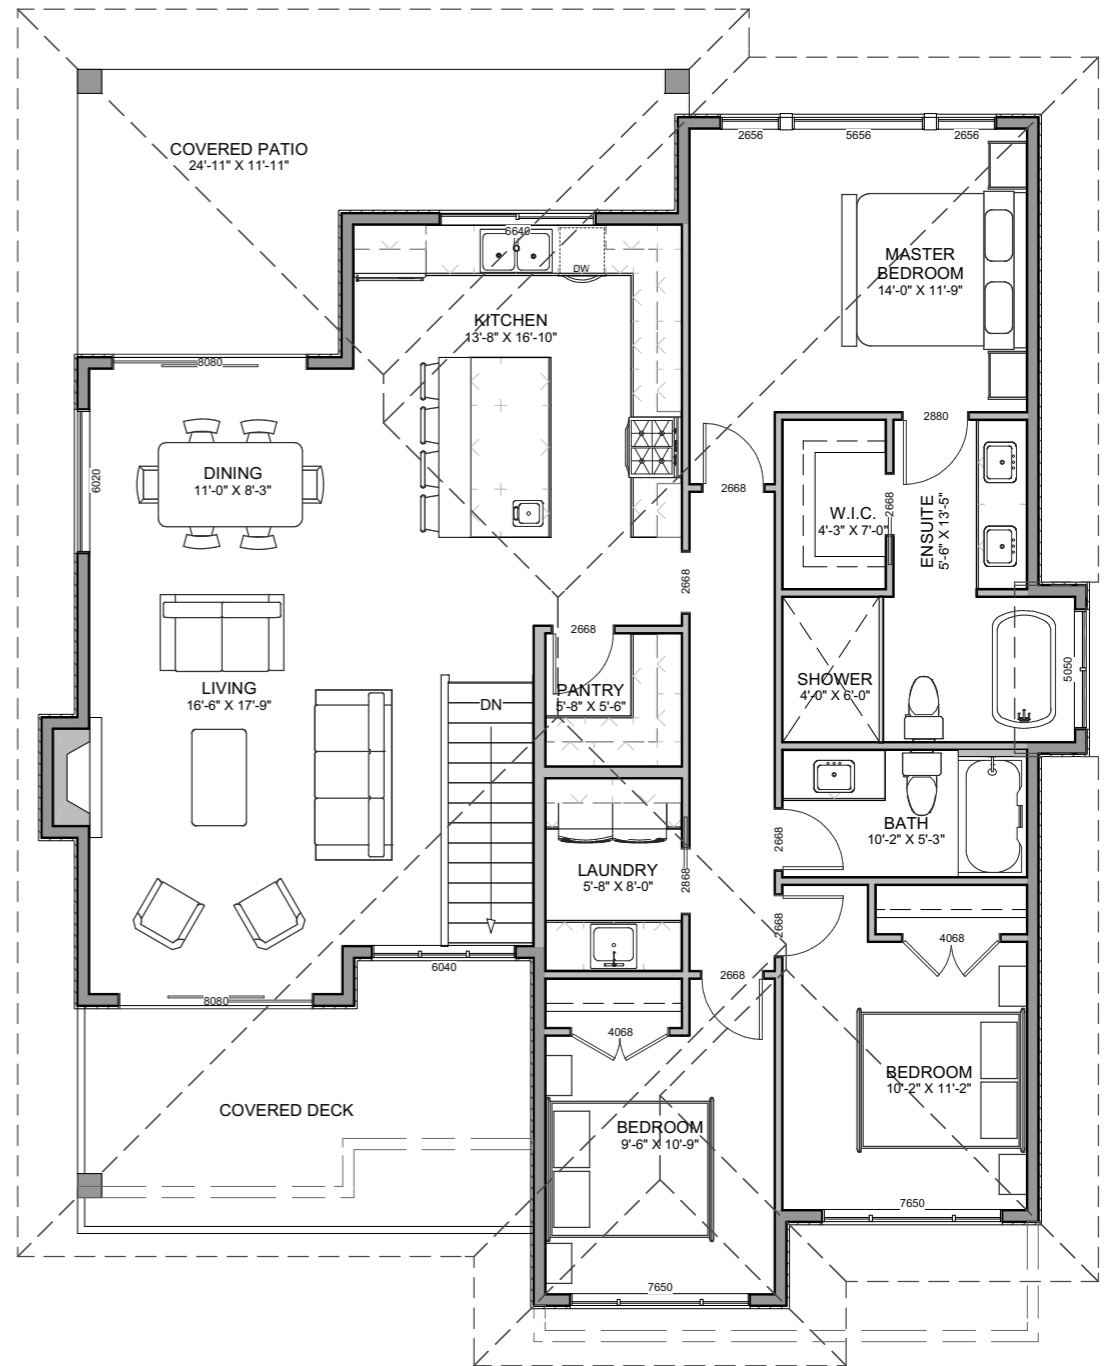 COVERED PATIO
24'-11" X 11'-11"
2656
5656
2656
6640
DW
MASTER
BEDROOM
14'-0" X 11'-9"
KITCHEN
13'-8" X 16'-10"
8080
2880
DINING
11'-0" X 8'-3"
6020
2668
W.I.C.
4'-3" X 7'-0"
2668
ENSUITE
5'-6" X 13'-5"
2668
2668
5050
LIVING
16'-6" X 17'-9"
DN
PANTRY
5'-8" X 5'-6"
SHOWER
4'-0" X 6'-0"
BATH
10'-2" X 5'-3"
2668
LAUNDRY
5'-8" X 8'-0"
2868
2668
4068
6040
2668
8080
4068
BEDROOM
10'-2" X 11'-2"
COVERED DECK
BEDROOM
9'-6" X 10'-9"
7650
7650